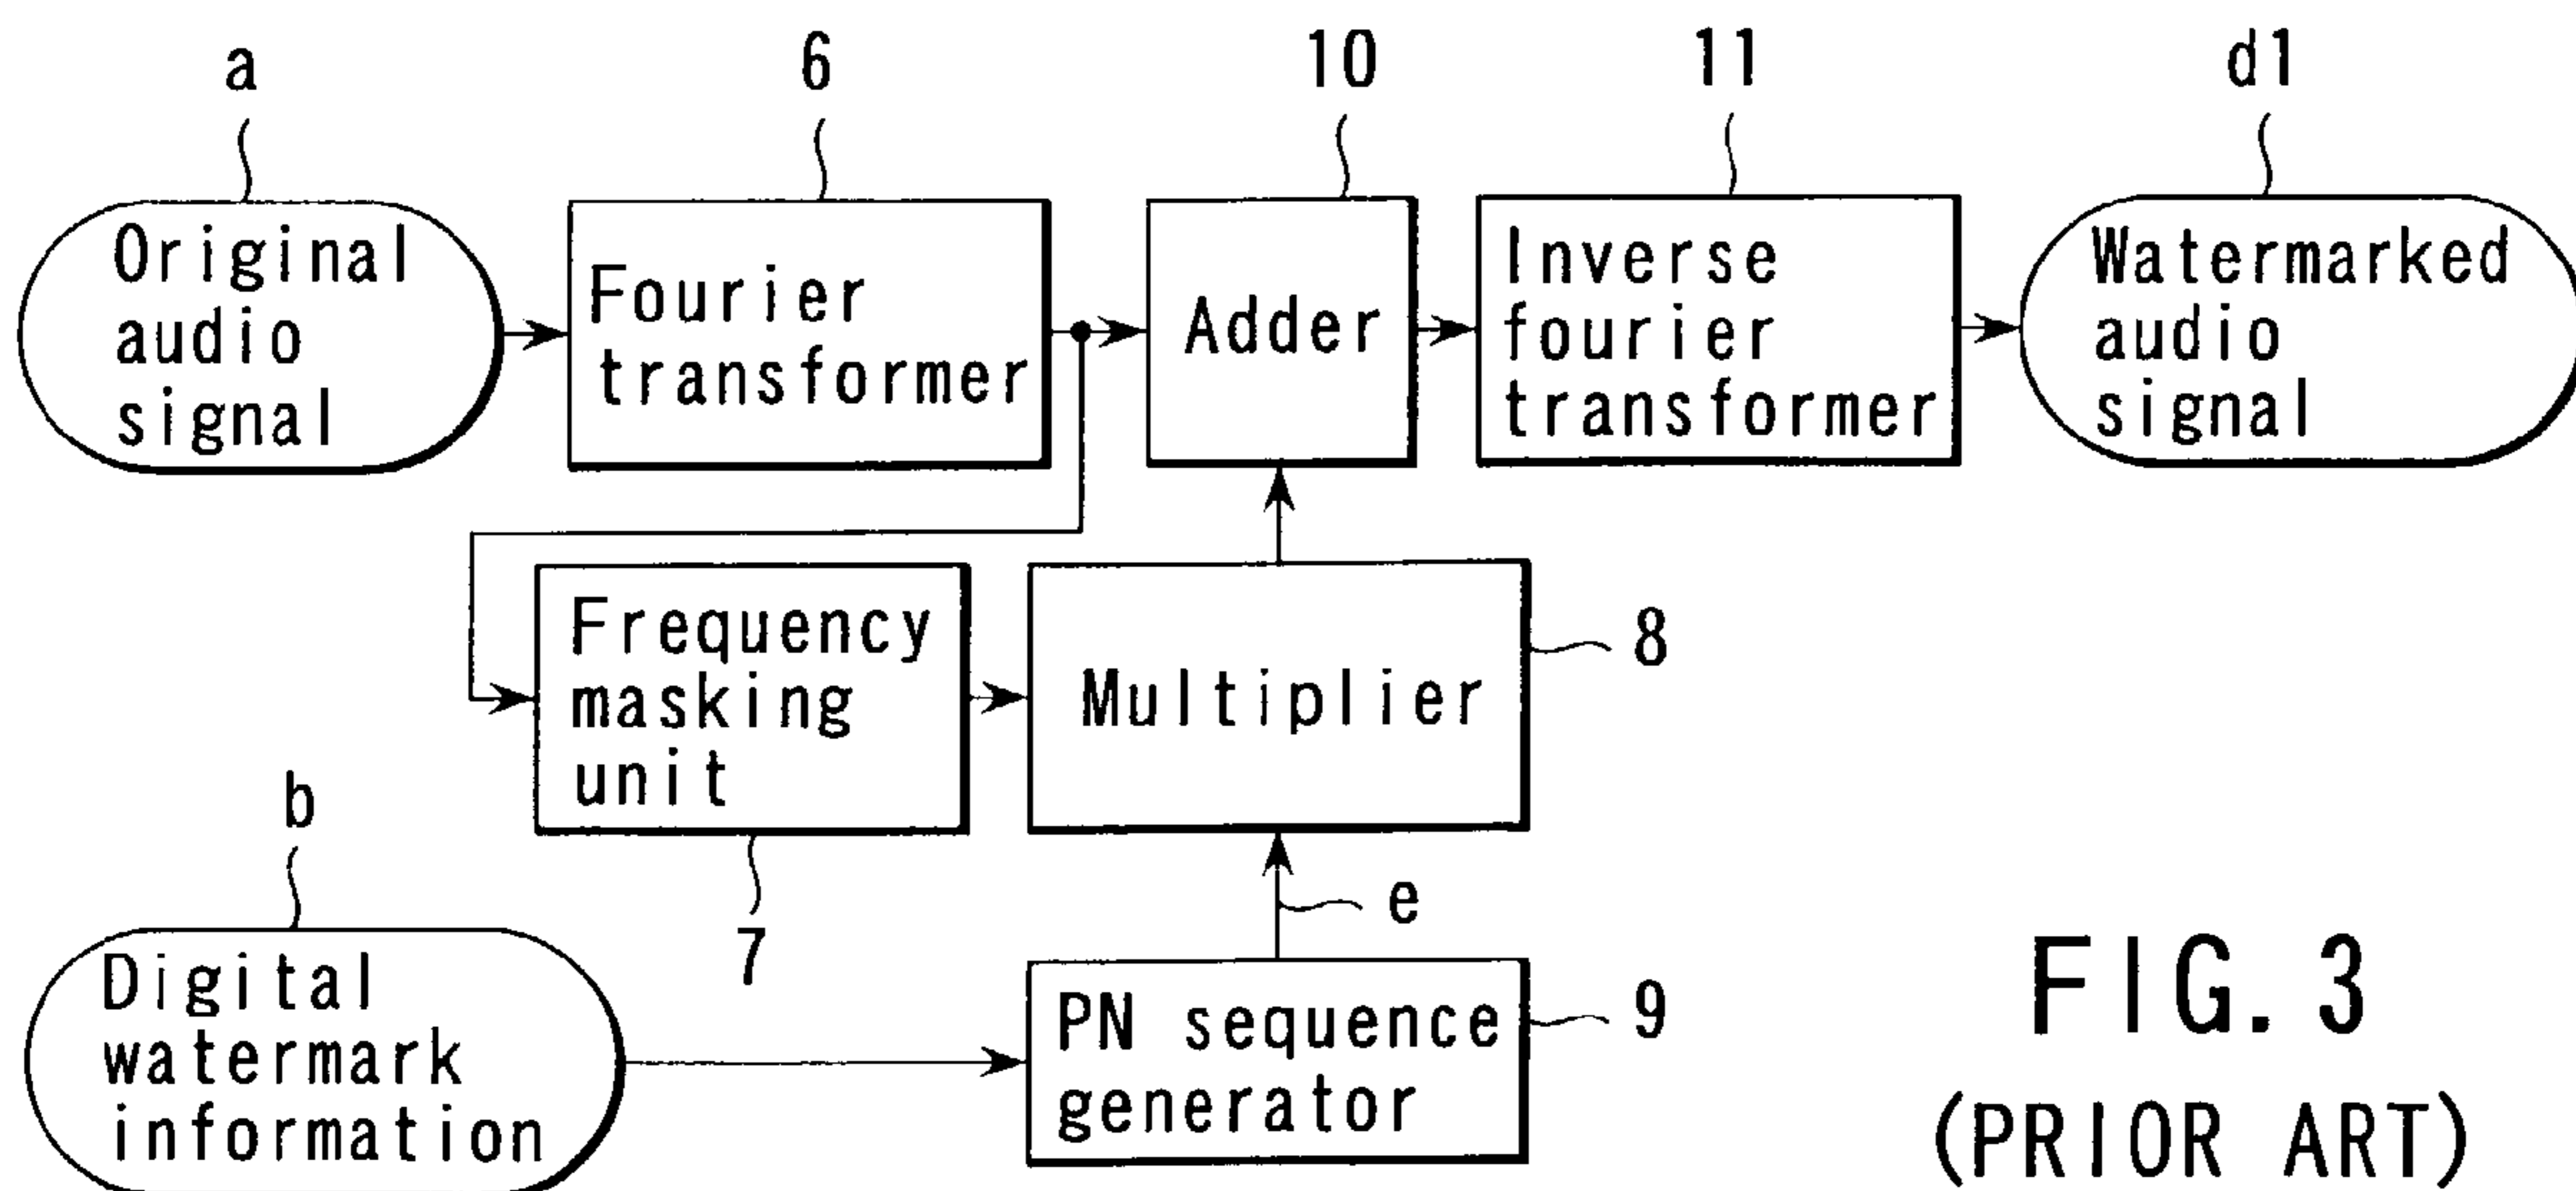 a
6
10
11
d1
Original
audio
signal
Fourier
transformer
Adder
Inverse
fourier
transformer
Watermarked
audio
signal
Frequency
masking
unit
Multiplier
8
7
b
e
Digital
watermark
information
PN sequence
generator
9
FIG. 3
(PRIOR ART)